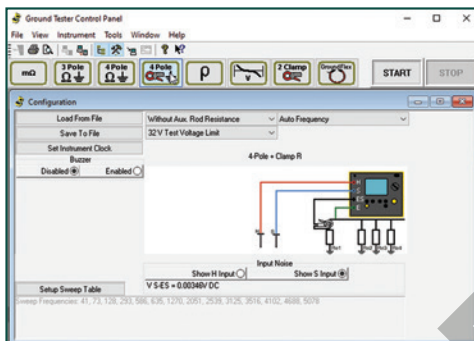 Ground Tester Control Panel
File View Instrument Tools Window Help
mΩ 3 Pole Ω 4 Pole Ω 4 Pole ρ V 2 Clamp GroundFlex START STOP
Configuration
Load From File Without Aux. Rod Resistance Auto Frequency
Save To File 32 V Test Voltage Limit
Set Instrument Clock
Buzzer
Disabled Enabled
4-Pole + Clamp R
H
S
ES
E
Input Noise
Show H Input Show S Input
Setup Sweep Table V S-ES = 0.00346V DC
Sweep Frequencies: 41, 73, 128, 293, 586, 635, 1270, 2051, 2539, 3125, 3516, 4102, 4688, 5078